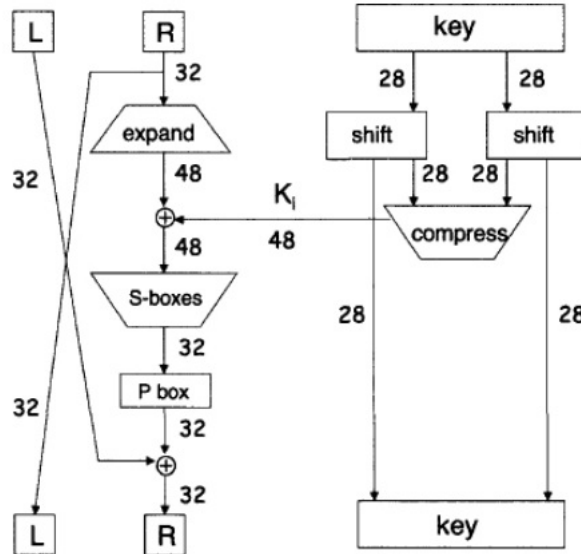 L R key
32 28 28
expand shift shift
48 28 28
32
Kᵢ
48 48 compress
S-boxes
28 28
32
P box
32 32
32
L R key